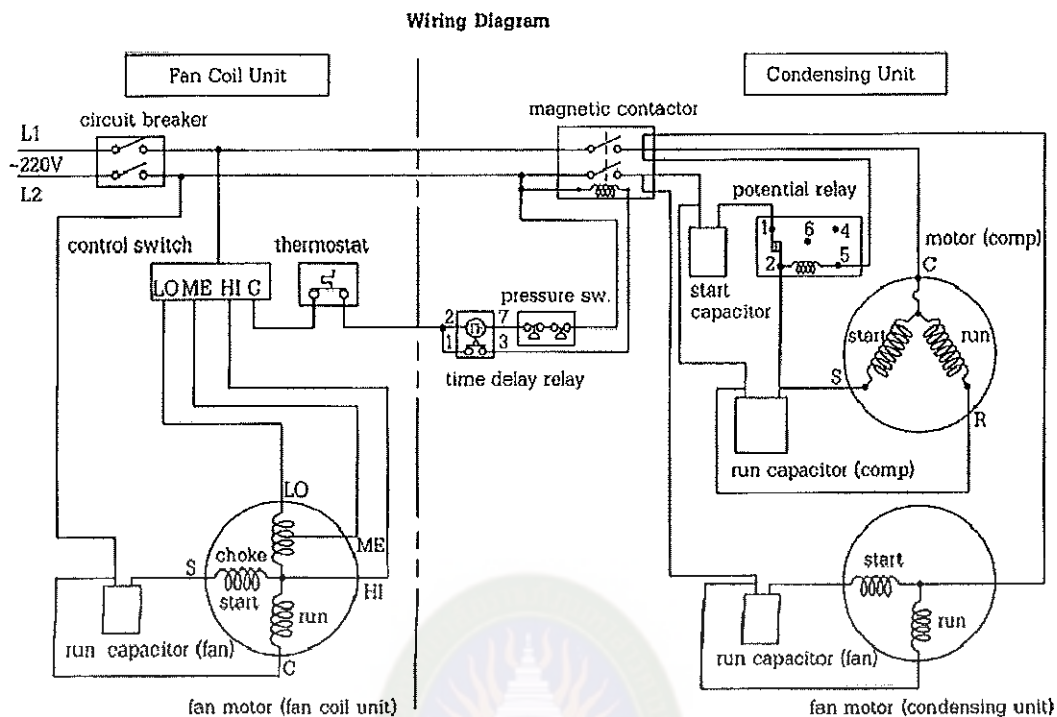 Wiring Diagram
Fan Coil Unit
Condensing Unit
circuit breaker
magnetic contactor
L1
~220V
L2
potential relay
1
6
4
2
5
motor (comp)
C
control switch
thermostat
LO ME HI C
start
capacitor
pressure sw.
2
7
1
3
time delay relay
start
run
S
R
run capacitor (comp)
LO
ME
choke
S
HI
start
run
C
run capacitor (fan)
start
run
run capacitor (fan)
fan motor (fan coil unit)
fan motor (condensing unit)